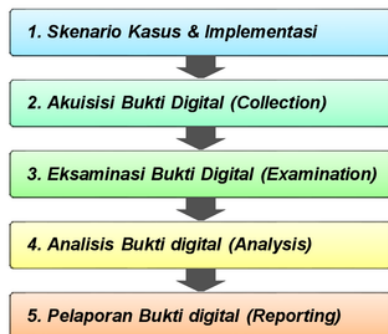 1. Skenario Kasus & Implementasi
2. Akuisisi Bukti Digital (Collection)
3. Eksaminasi Bukti Digital (Examination)
4. Analisis Bukti digital (Analysis)
5. Pelaporan Bukti digital (Reporting)